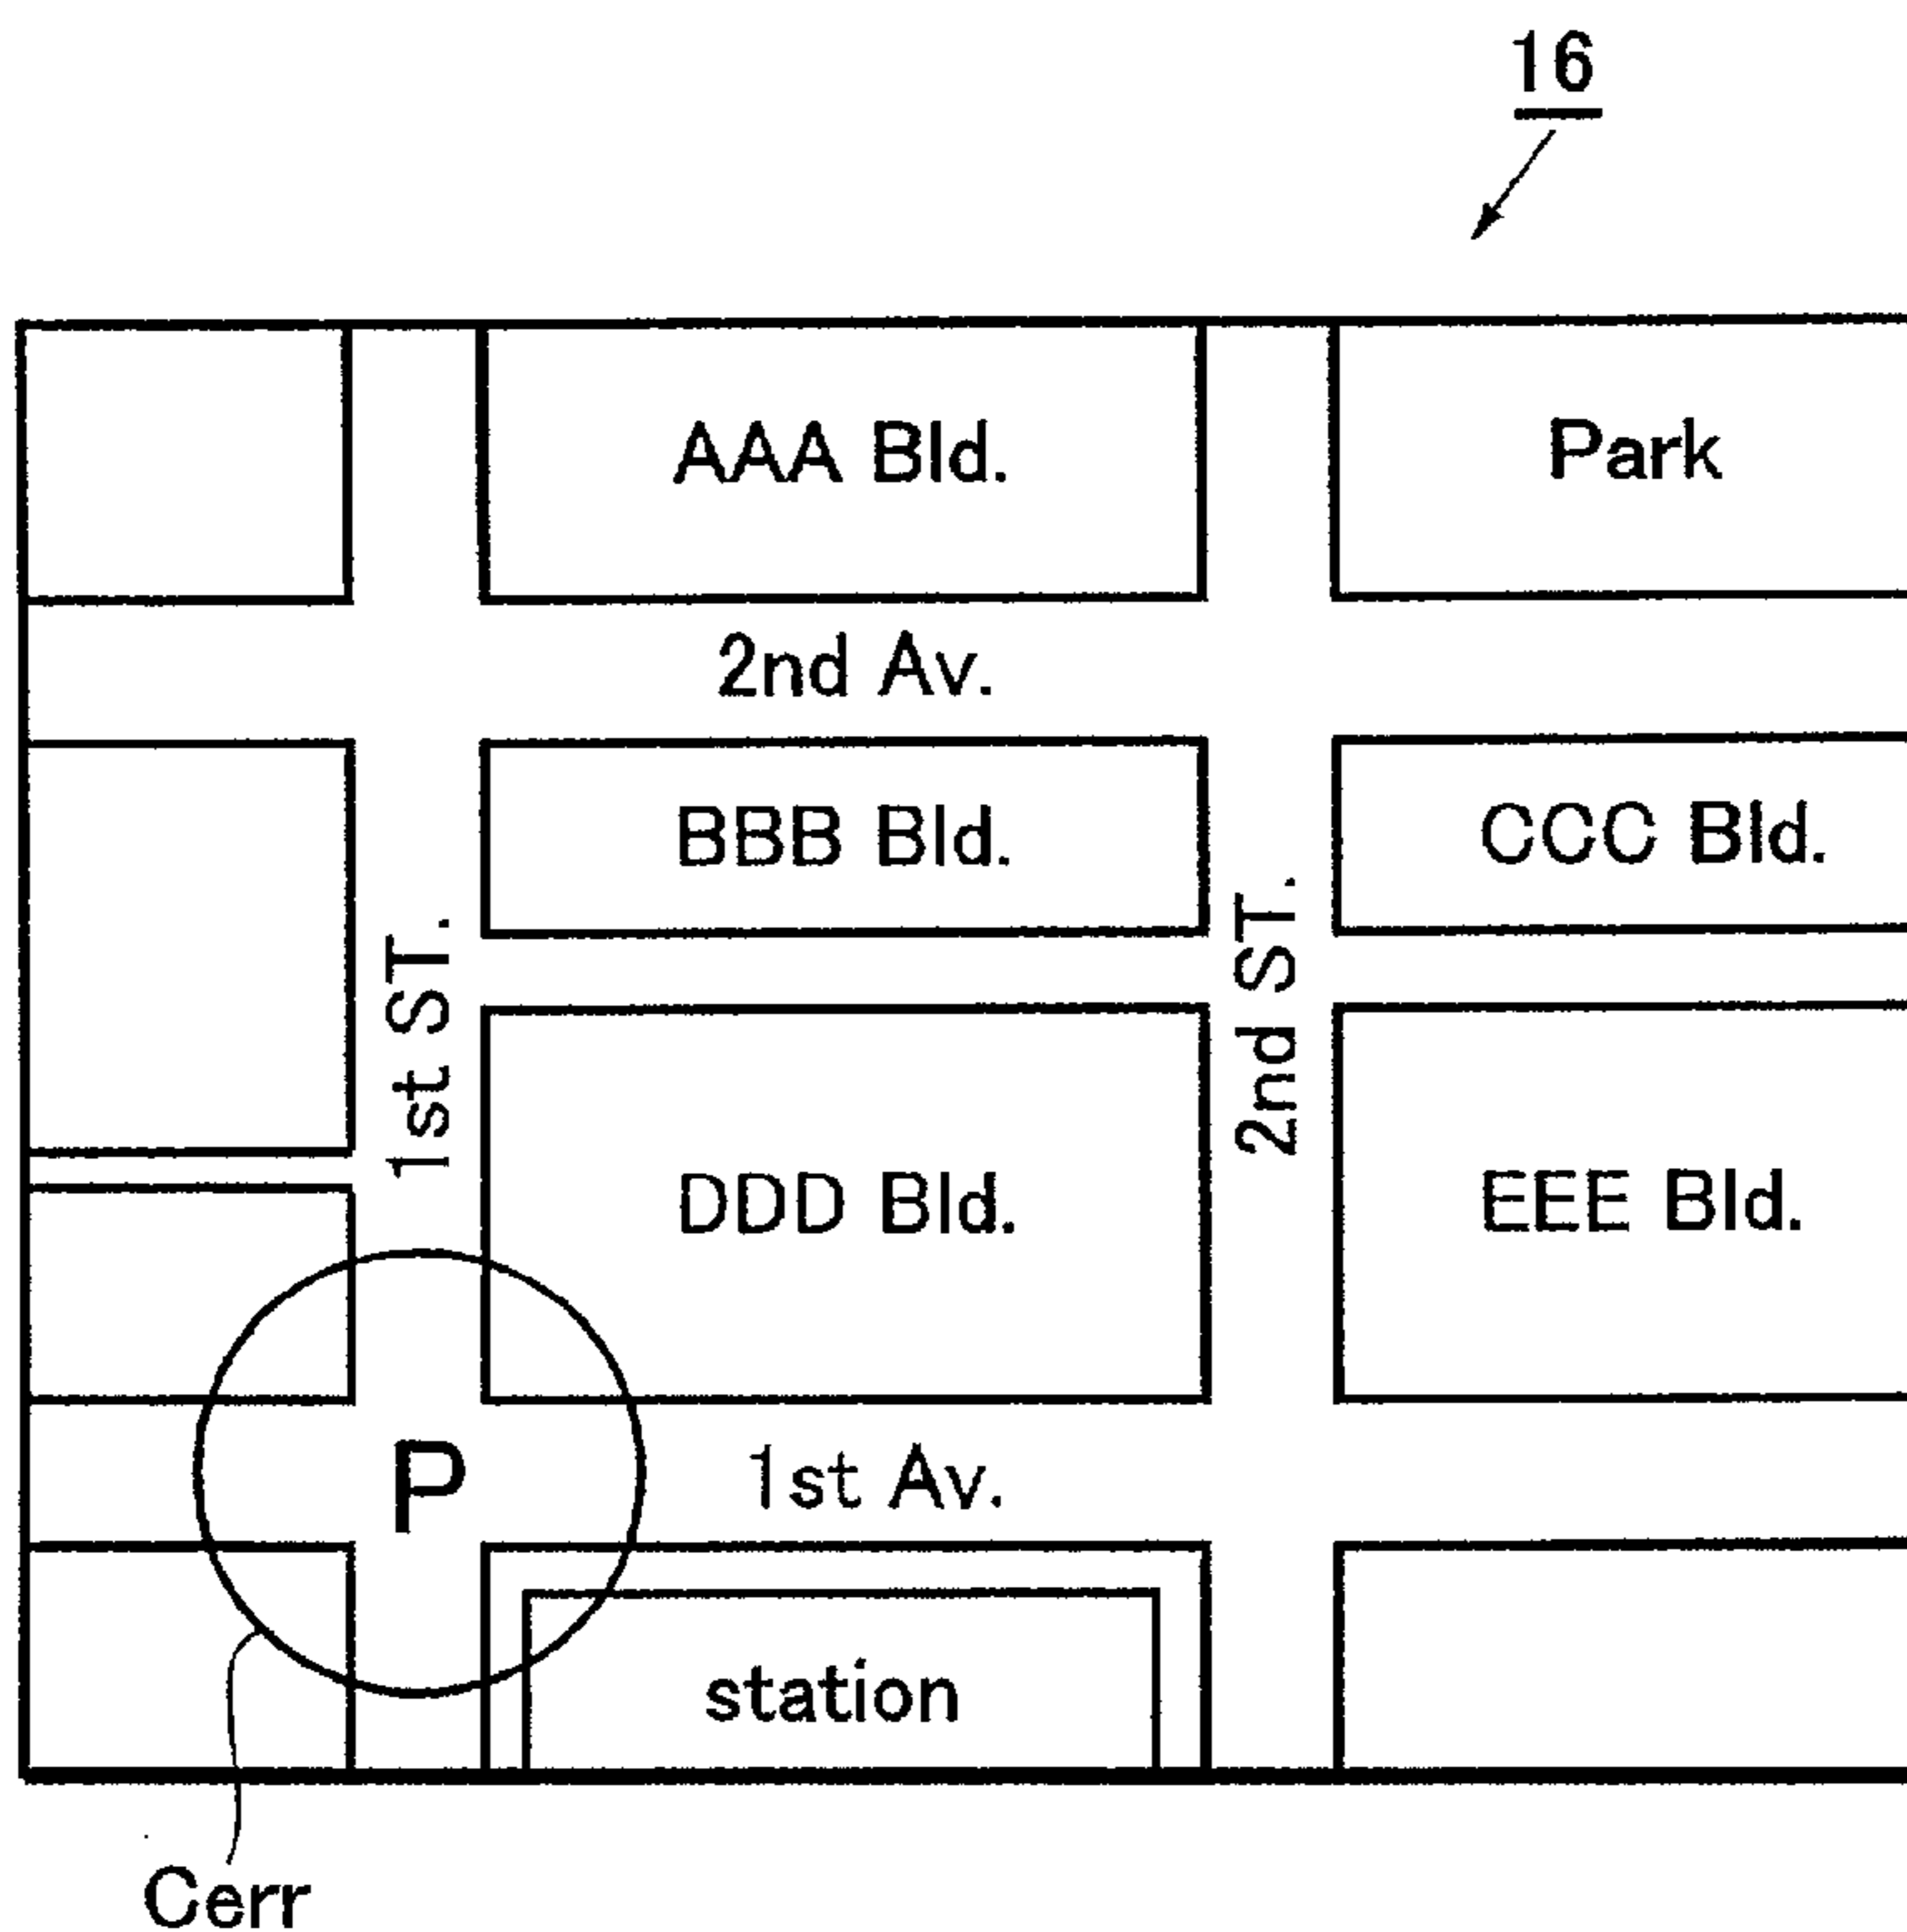 16
AAA Bld.
Park
2nd Av.
BBB Bld.
CCC Bld.
1st ST.
2nd ST.
DDD Bld.
EEE Bld.
P
1st Av.
station
Cerr